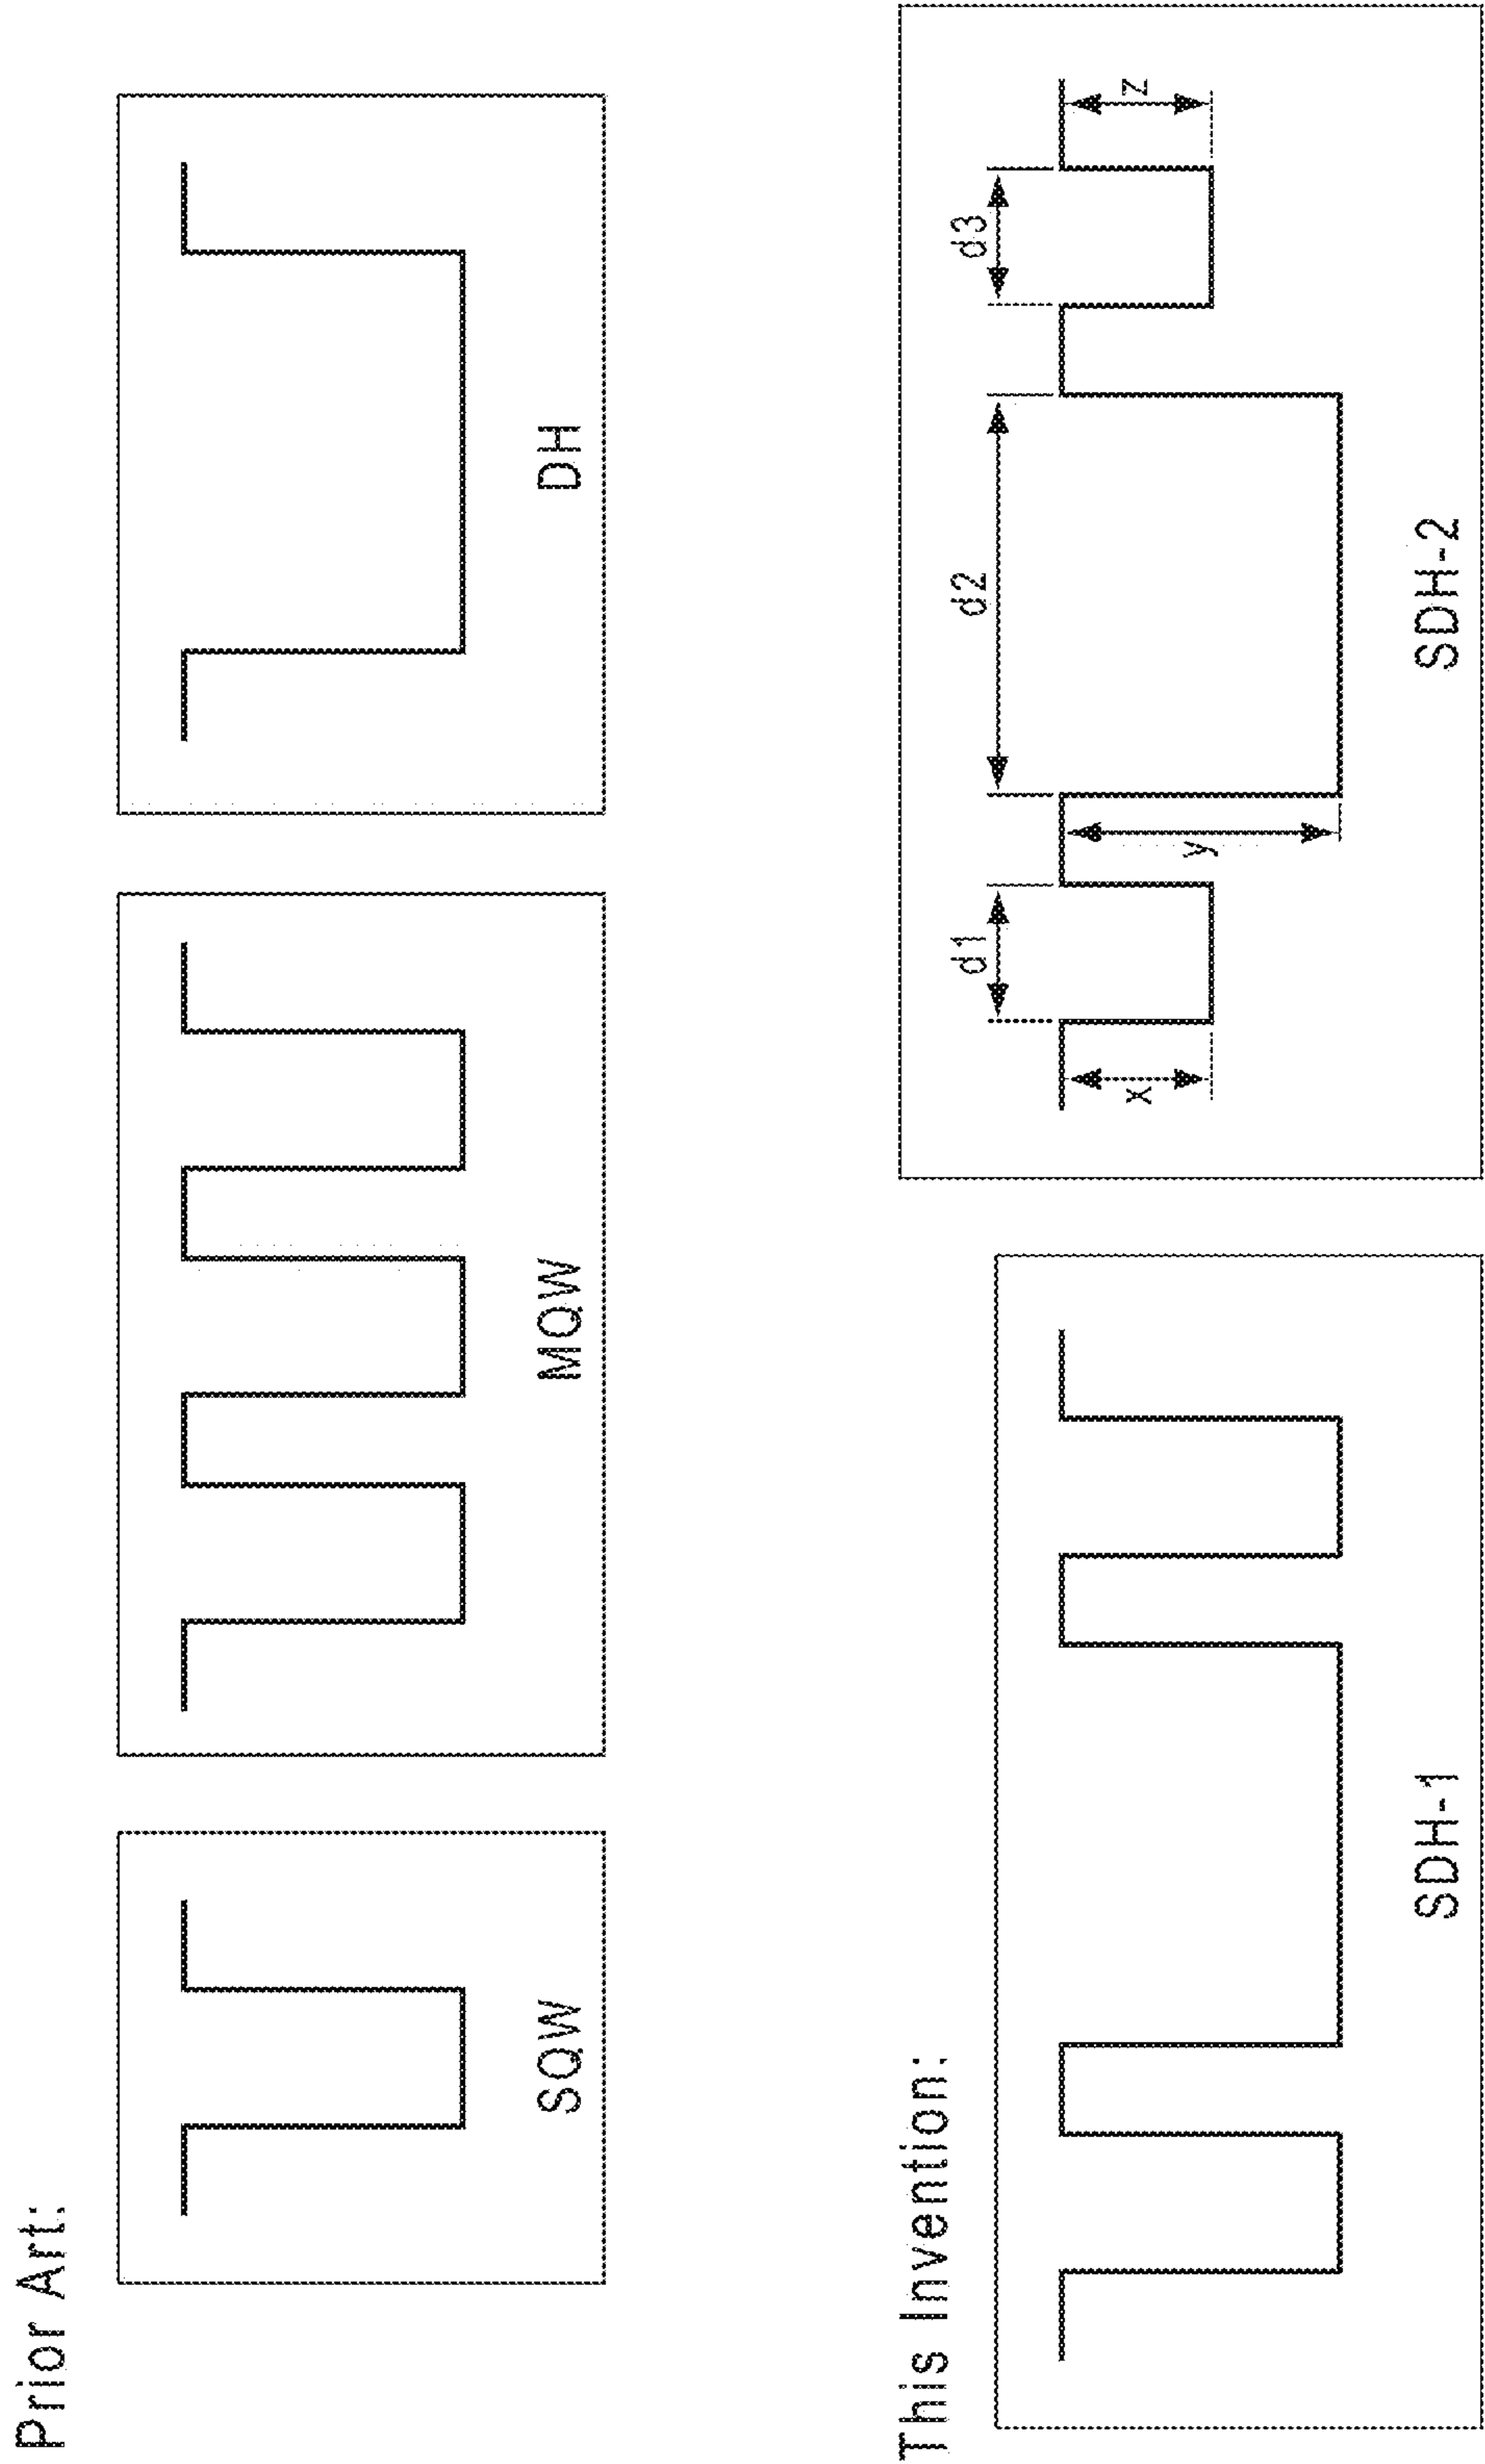 Prior Art:
SQW
MQW
DH
This Invention:
SDH-1
x
d1
y
d2
d3
z
SDH-2